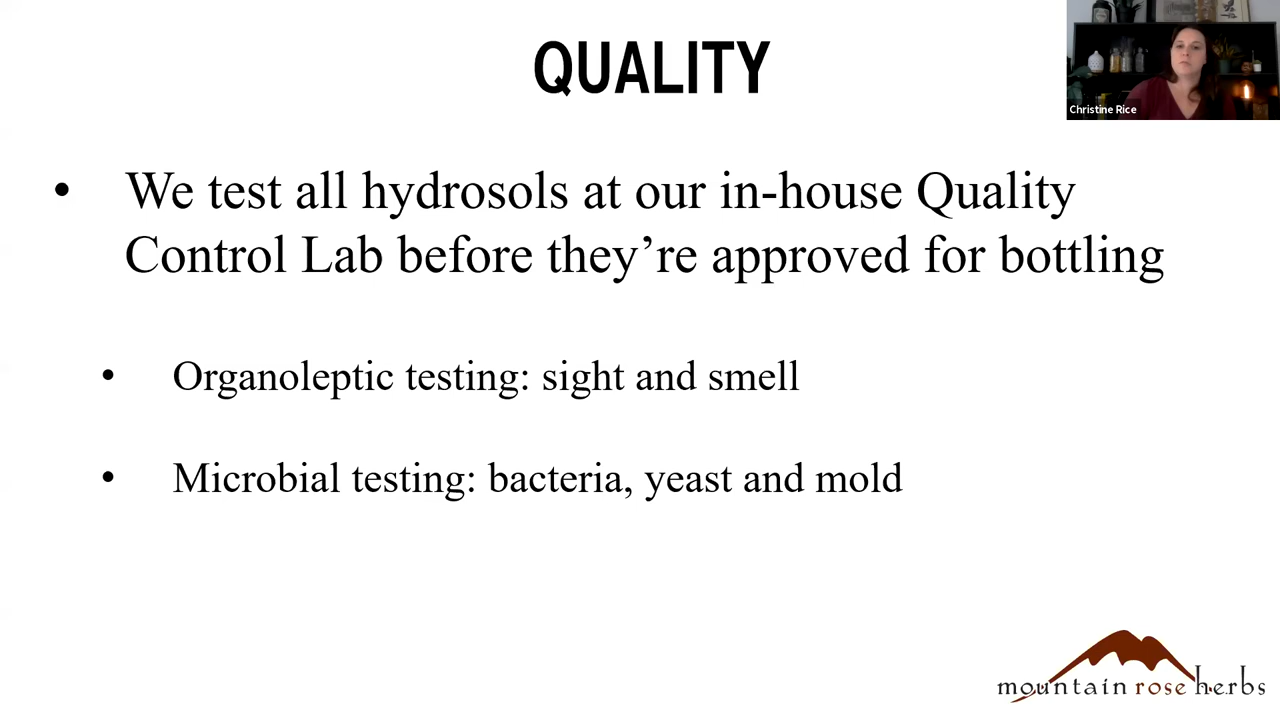 QUALITY
Christine Rice
• We test all hydrosols at our in-house Quality
Control Lab before they’re approved for bottling
• Organoleptic testing: sight and smell
• Microbial testing: bacteria, yeast and mold
mountain rose herbs